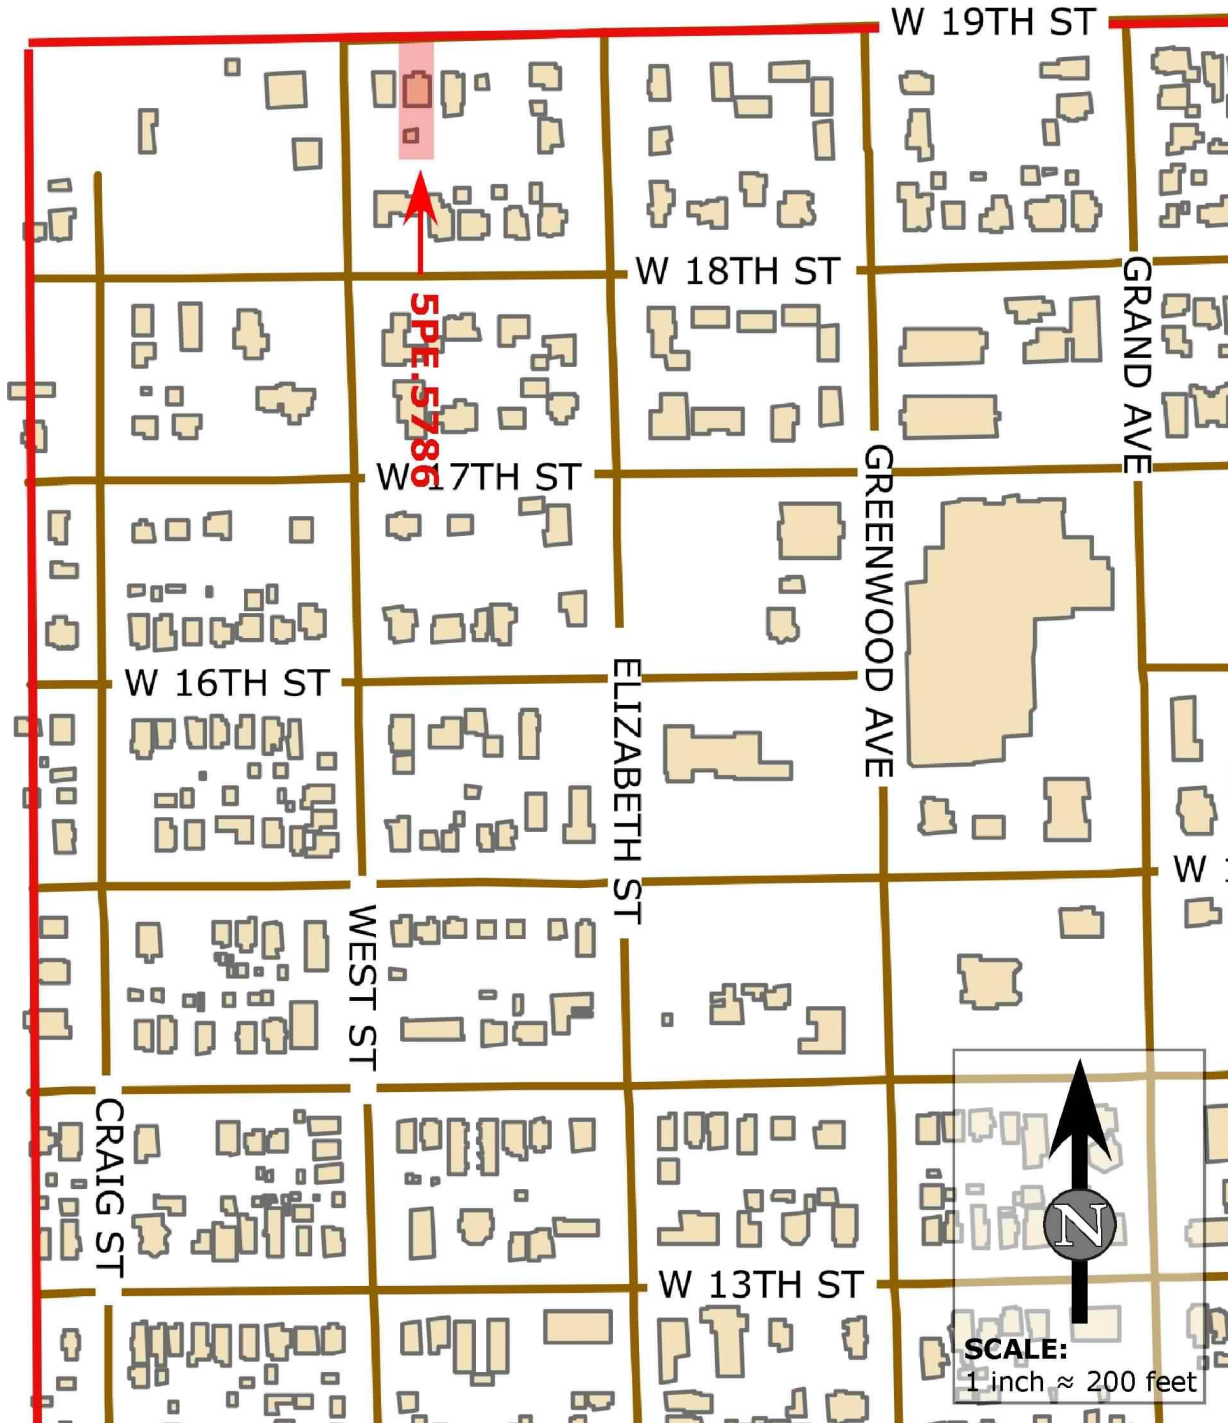 W 19TH ST
W 18TH ST
GRAND AVE
5PE.5786
W 17TH ST
GREENWOOD AVE
W 16TH ST
ELIZABETH ST
W 1
WEST ST
CRAIG ST
N
W 13TH ST
SCALE:
1 inch ≈ 200 feet